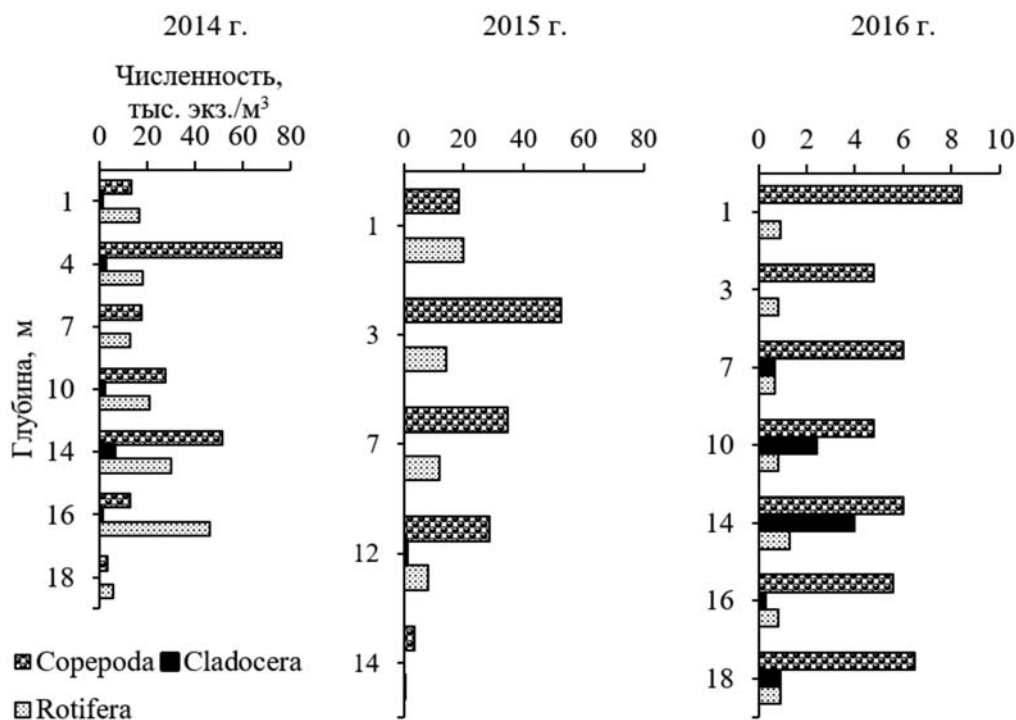 2014 г.
2015 г.
2016 г.
Численность,
тыс. экз./м³
0 20 40 60 80
0 20 40 60 80
0 2 4 6 8 10
Глубина, м
1
4
7
10
14
16
18
1
3
7
12
14
1
3
7
10
14
16
18
Copepoda Cladocera
Rotifera